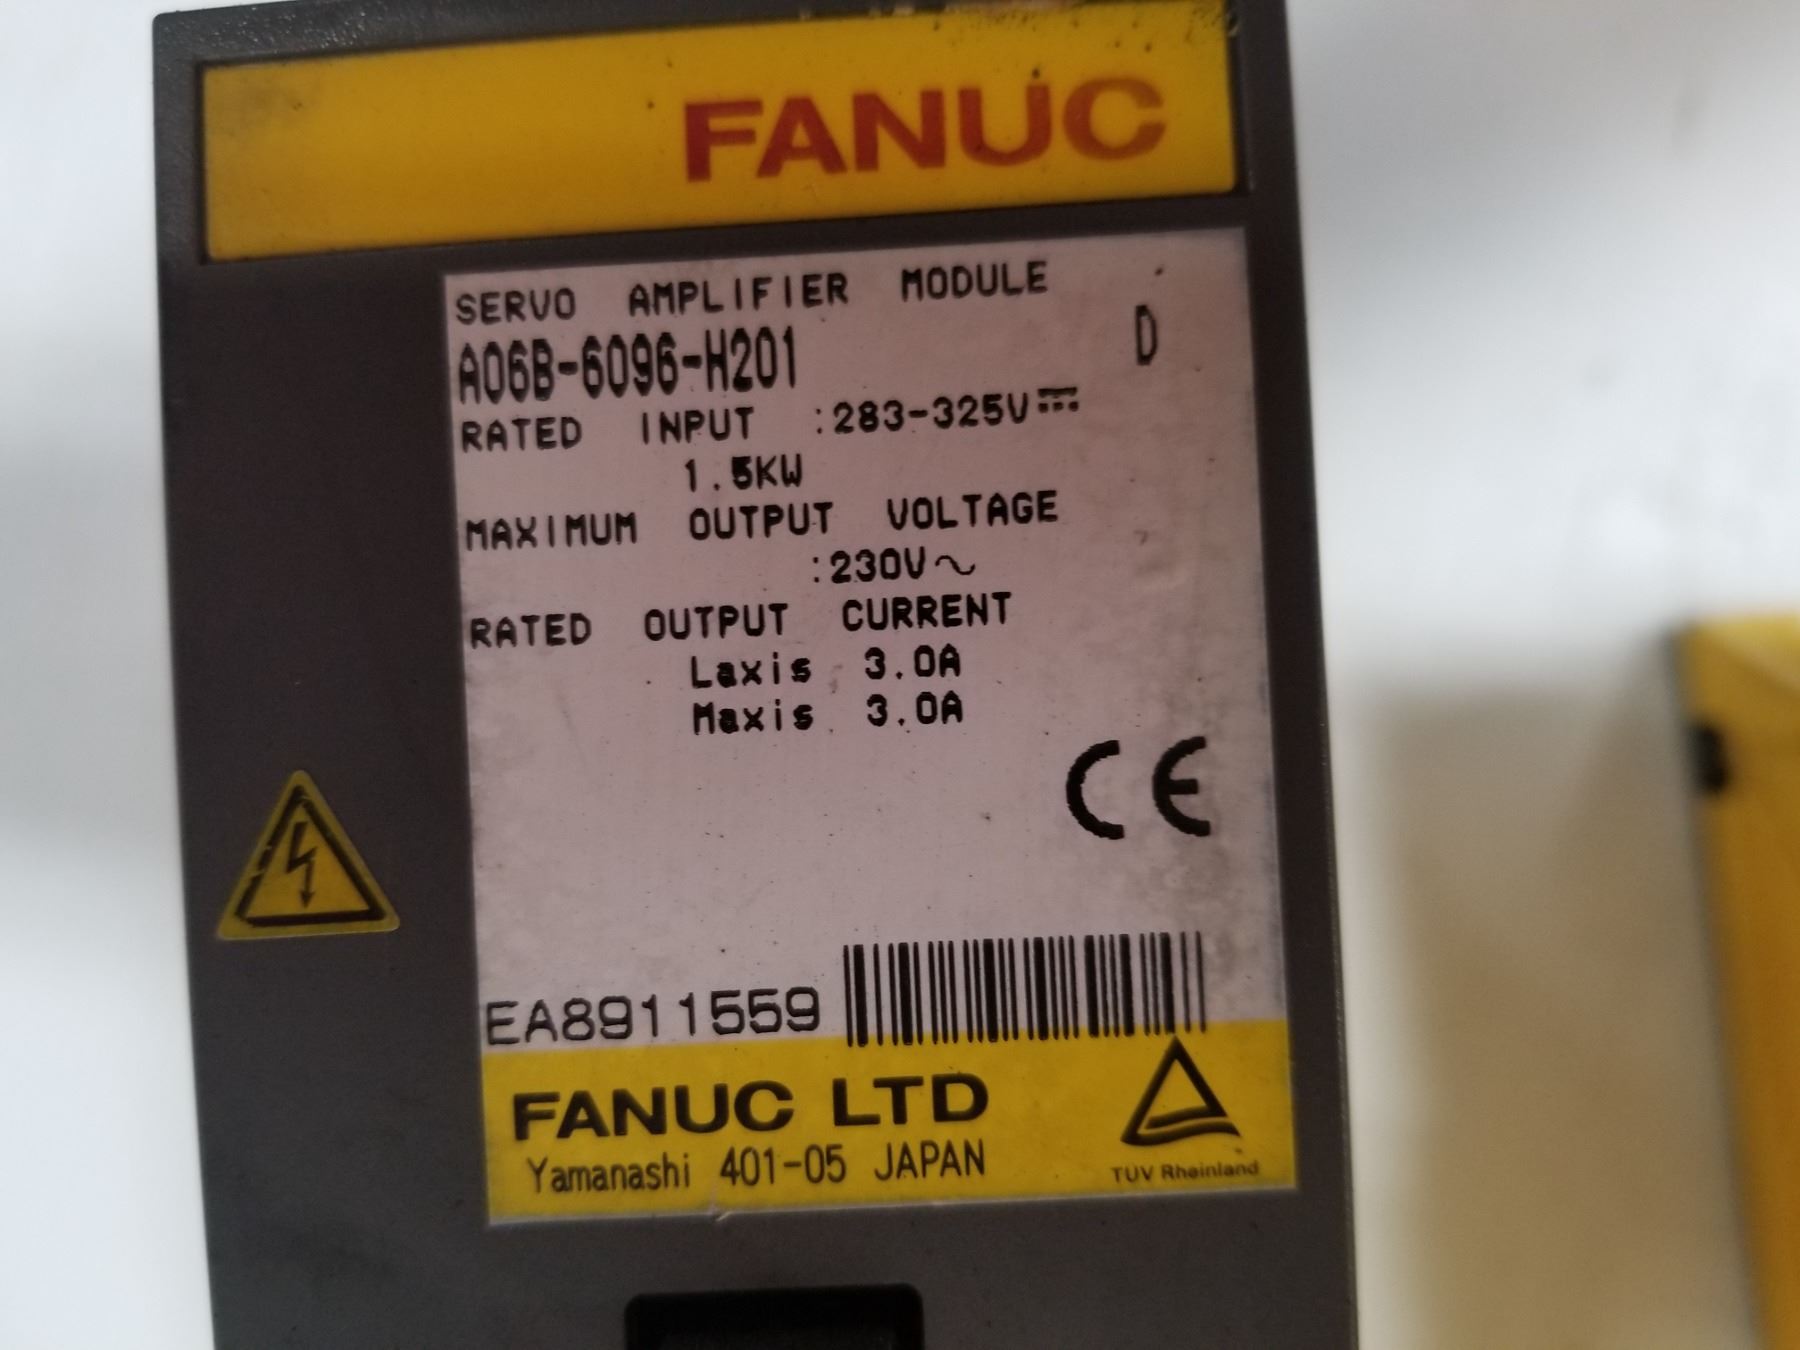 FANUC
SERVO AMPLIFIER MODULE
A06B-6096-H201 D
RATED INPUT :283-325V⎓
1.5KW
MAXIMUM OUTPUT VOLTAGE
:230V~
RATED OUTPUT CURRENT
Laxis 3.0A
Maxis 3.0A
CE
EA8911559
FANUC LTD
Yamanashi 401-05 JAPAN
TUV Rheinland